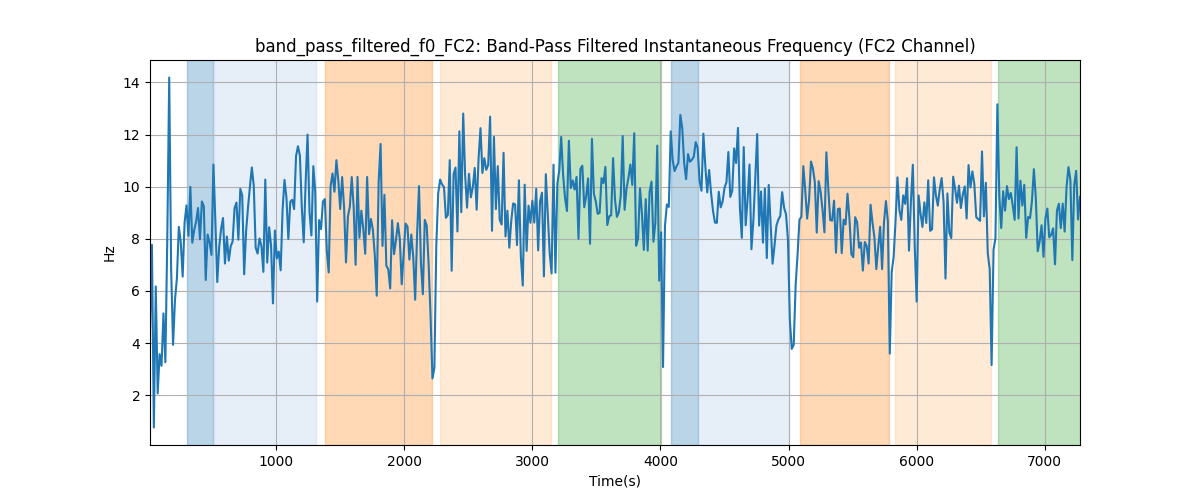 band_pass_filtered_f0_FC2: Band-Pass Filtered Instantaneous Frequency (FC2 Channel)
14
12
10
8
6
4
2
Hz
1000 2000 3000 4000 5000 6000 7000
Time(s)